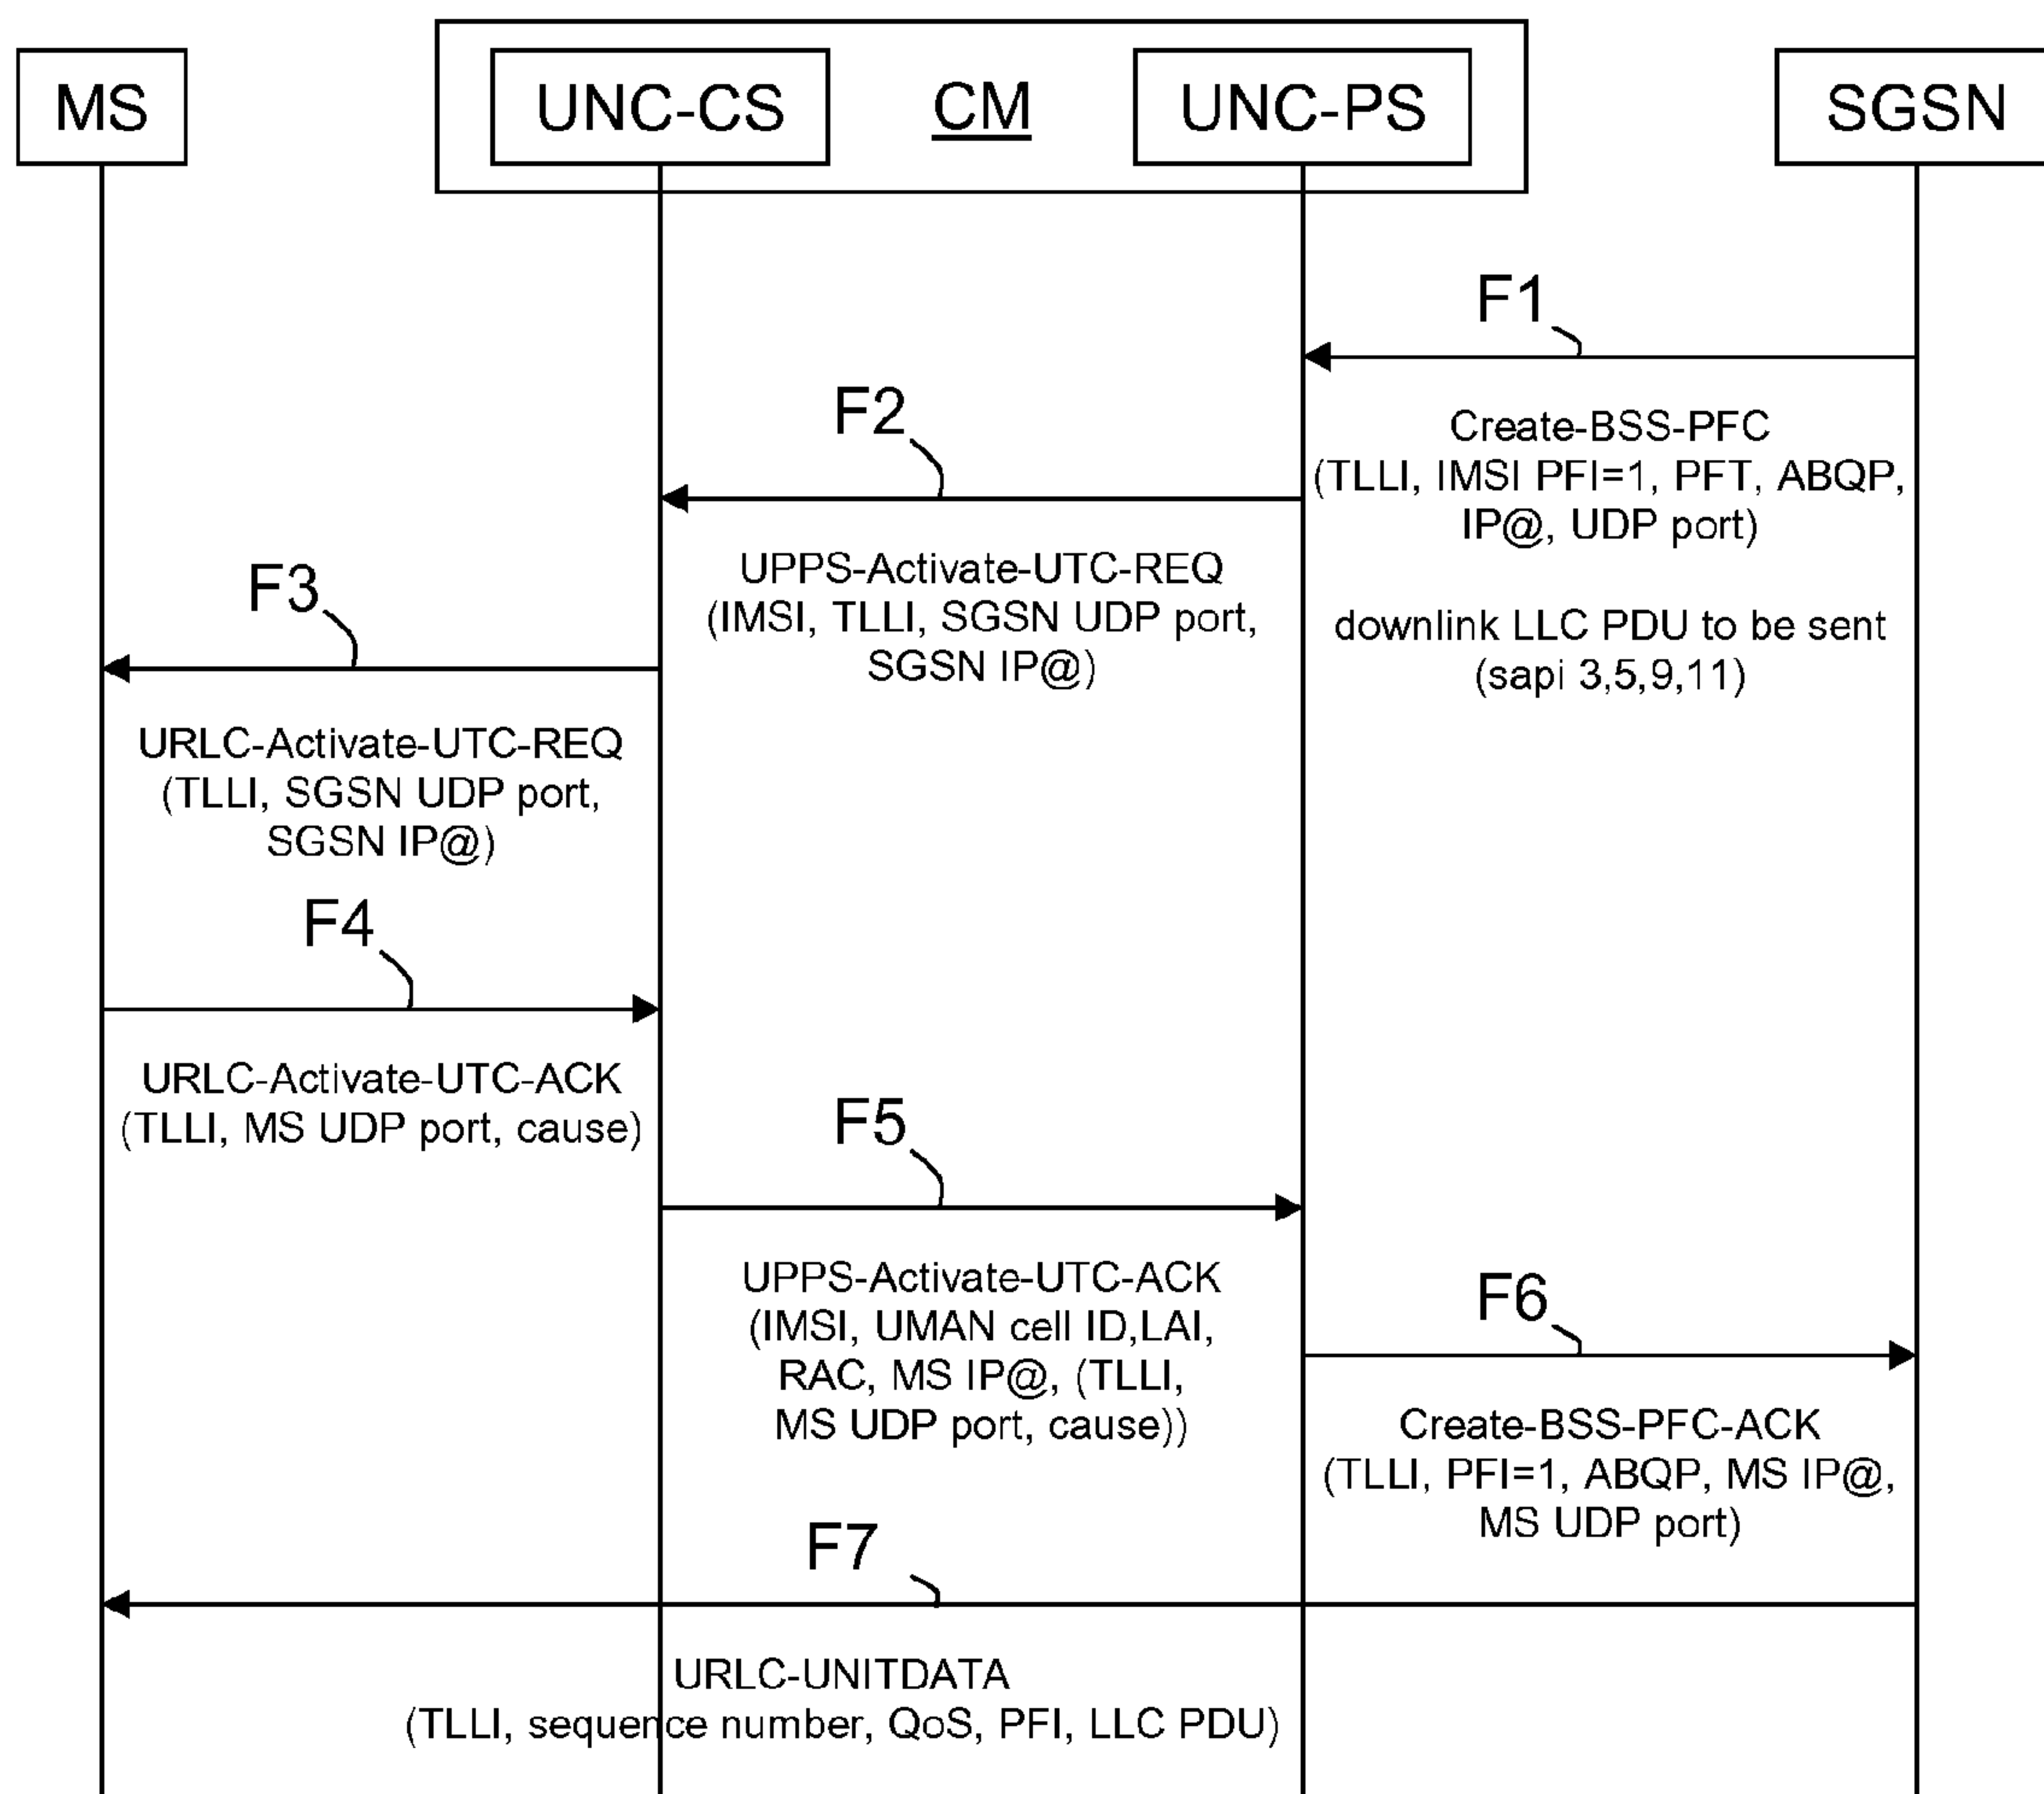 MS
UNC-CS
CM
UNC-PS
SGSN
F1
Create-BSS-PFC
(TLLI, IMSI PFI=1, PFT, ABQP,
IP@, UDP port)
downlink LLC PDU to be sent
(sapi 3,5,9,11)
F2
UPPS-Activate-UTC-REQ
(IMSI, TLLI, SGSN UDP port,
SGSN IP@)
F3
URLC-Activate-UTC-REQ
(TLLI, SGSN UDP port,
SGSN IP@)
F4
URLC-Activate-UTC-ACK
(TLLI, MS UDP port, cause)
F5
UPPS-Activate-UTC-ACK
(IMSI, UMAN cell ID,LAI,
RAC, MS IP@, (TLLI,
MS UDP port, cause))
F6
Create-BSS-PFC-ACK
(TLLI, PFI=1, ABQP, MS IP@,
MS UDP port)
F7
URLC-UNITDATA
(TLLI, sequence number, QoS, PFI, LLC PDU)